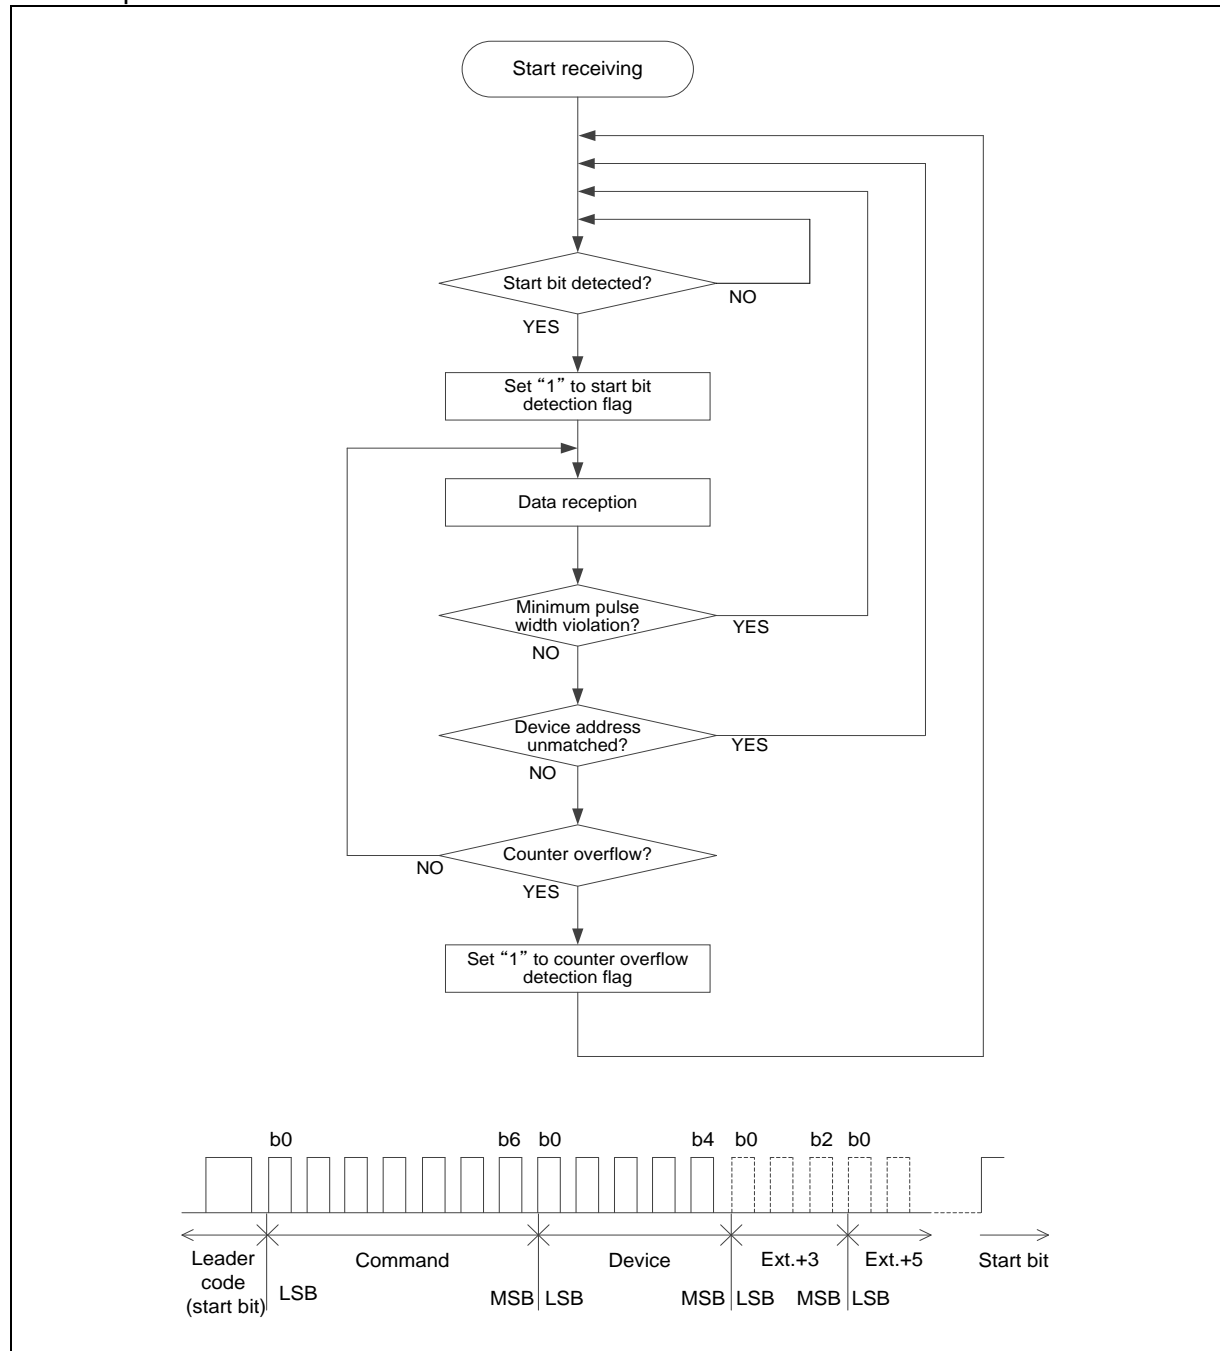 Start receiving
Start bit detected?
NO
YES
Set “1” to start bit
detection flag
Data reception
Minimum pulse
width violation?
YES
NO
Device address
unmatched?
YES
NO
Counter overflow?
NO
YES
Set “1” to counter overflow
detection flag
b0 b6 b0 b4 b0 b2 b0
Leader
code
(start bit)
Command Device Ext.+3 Ext.+5 Start bit
LSB MSB LSB MSB LSB MSB LSB